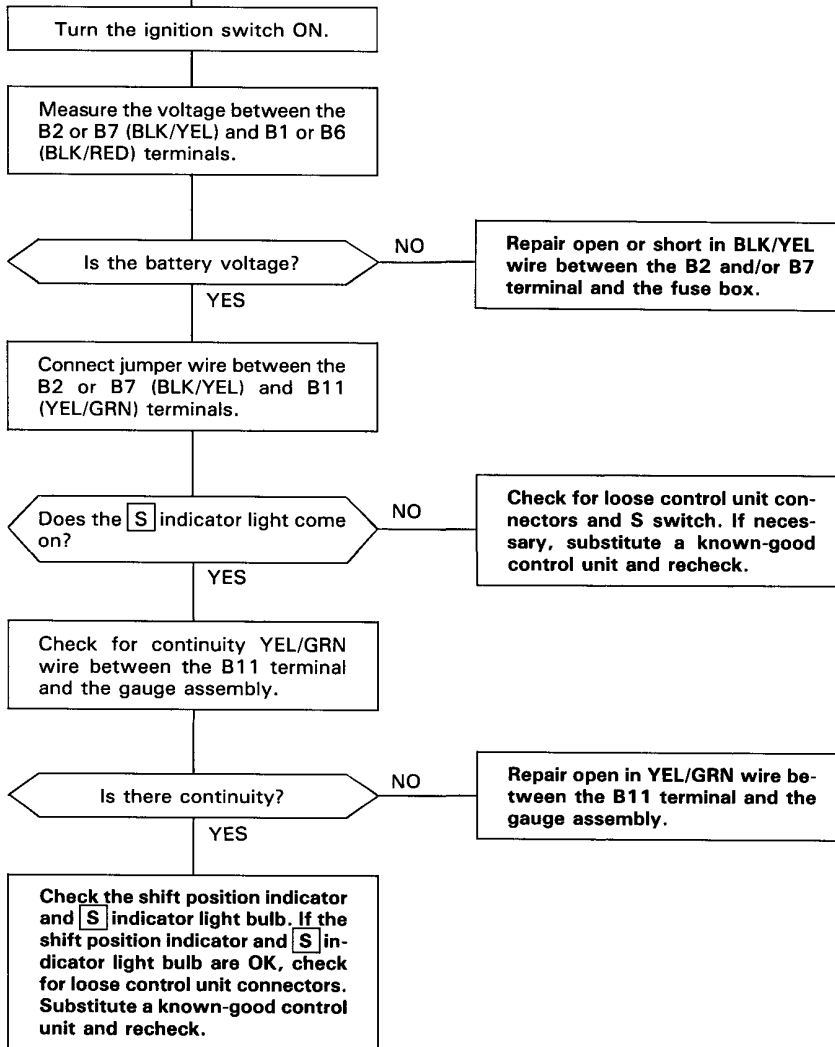 Turn the ignition switch ON.
Measure the voltage between the
B2 or B7 (BLK/YEL) and B1 or B6
(BLK/RED) terminals.
Is the battery voltage?
NO
Repair open or short in BLK/YEL
wire between the B2 and/or B7
terminal and the fuse box.
YES
Connect jumper wire between the
B2 or B7 (BLK/YEL) and B11
(YEL/GRN) terminals.
Does the S indicator light come
on?
NO
Check for loose control unit con-
nectors and S switch. If neces-
sary, substitute a known-good
control unit and recheck.
YES
Check for continuity YEL/GRN
wire between the B11 terminal
and the gauge assembly.
Is there continuity?
NO
Repair open in YEL/GRN wire be-
tween the B11 terminal and the
gauge assembly.
YES
Check the shift position indicator
and S indicator light bulb. If the
shift position indicator and S in-
dicator light bulb are OK, check
for loose control unit connectors.
Substitute a known-good control
unit and recheck.